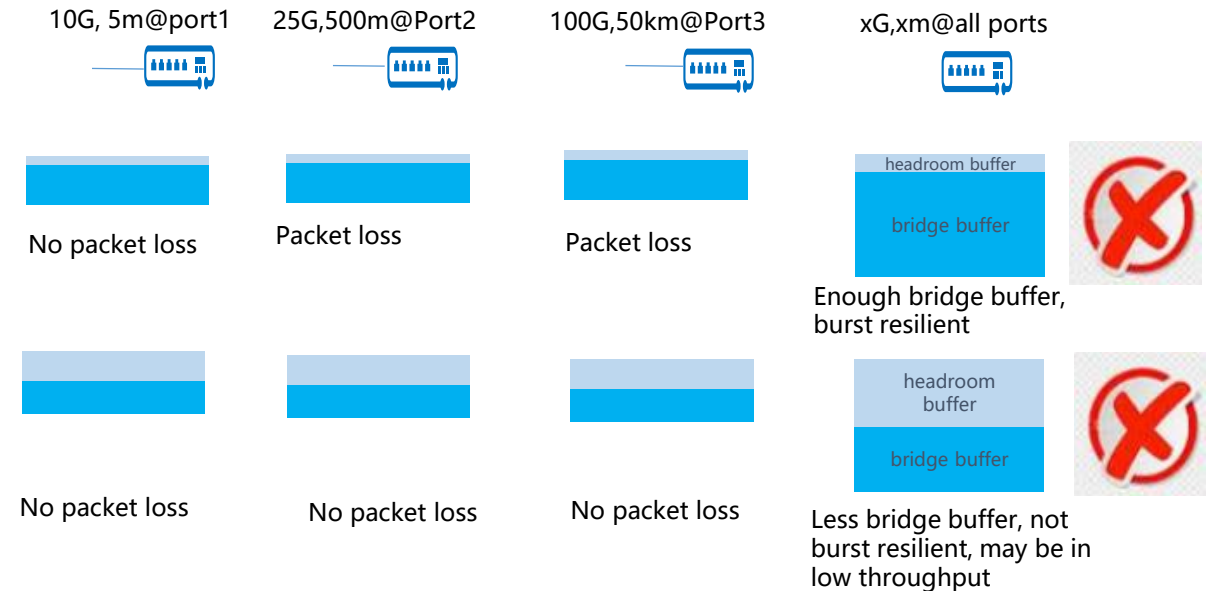 10G, 5m@port1
25G,500m@Port2
100G,50km@Port3
xG,xm@all ports
headroom buffer
bridge buffer
No packet loss
Packet loss
Packet loss
Enough bridge buffer,
burst resilient
headroom
buffer
bridge buffer
No packet loss
No packet loss
No packet loss
Less bridge buffer, not
burst resilient, may be in
low throughput